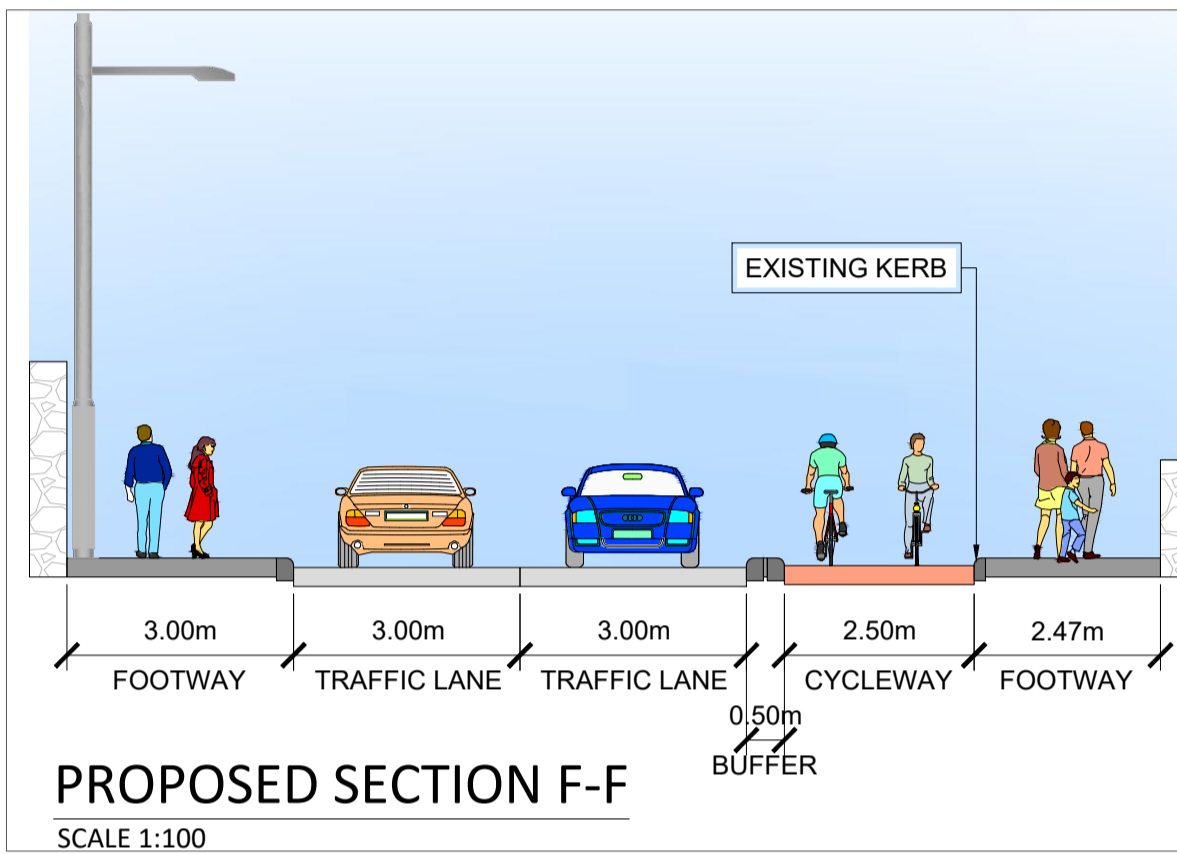 EXISTING KERB
3.00m 3.00m 3.00m 2.50m 2.47m
FOOTWAY TRAFFIC LANE TRAFFIC LANE CYCLEWAY FOOTWAY
0.50m
BUFFER
PROPOSED SECTION F-F
SCALE 1:100